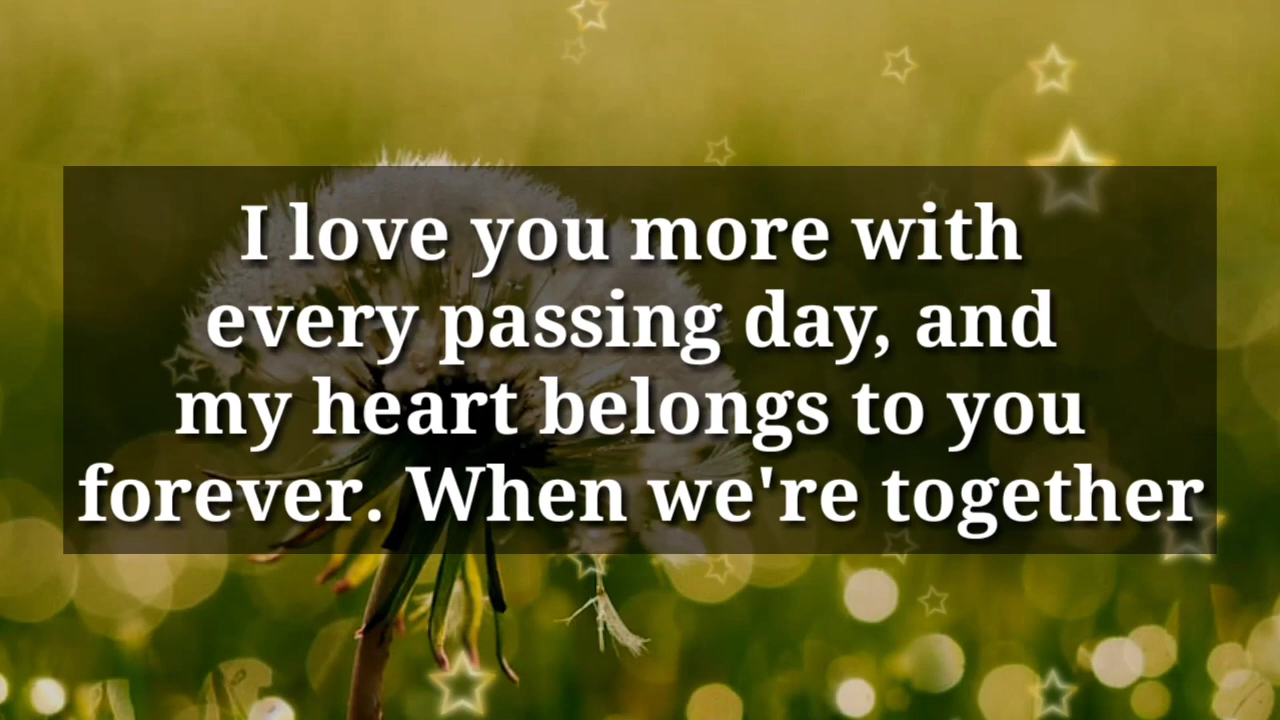 I love you more with
every passing day, and
my heart belongs to you
forever. When we're together